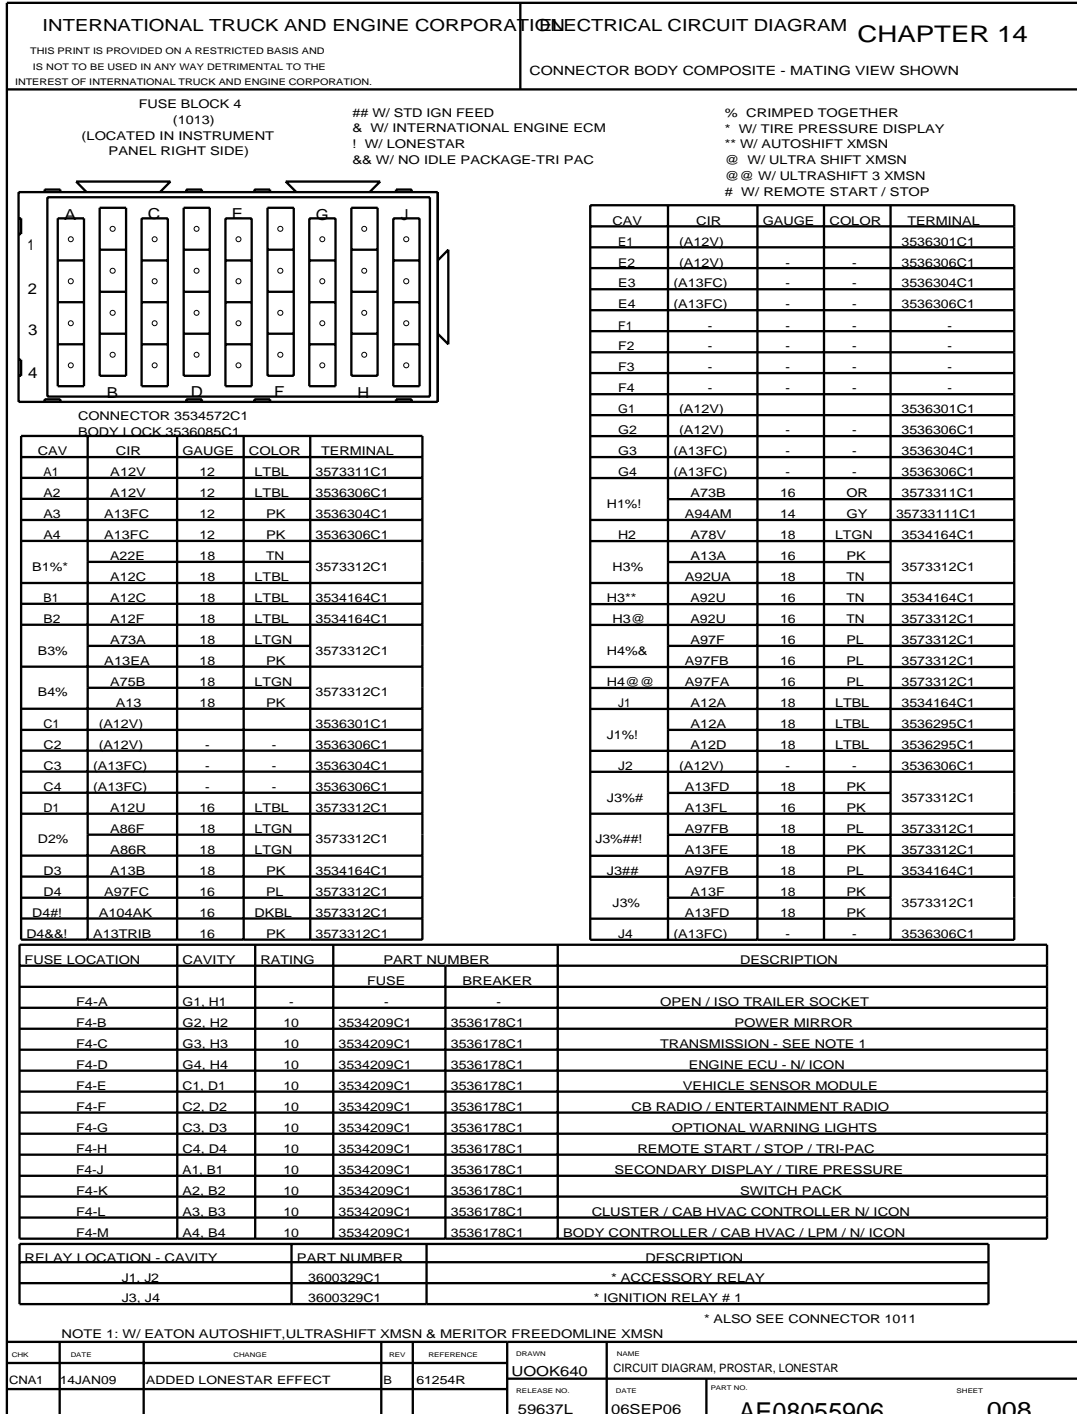 INTERNATIONAL TRUCK AND ENGINE CORPORATION
THIS PRINT IS PROVIDED ON A RESTRICTED BASIS AND
IS NOT TO BE USED IN ANY WAY DETRIMENTAL TO THE
INTEREST OF INTERNATIONAL TRUCK AND ENGINE CORPORATION.
ELECTRICAL CIRCUIT DIAGRAM CHAPTER 14
CONNECTOR BODY COMPOSITE - MATING VIEW SHOWN
FUSE BLOCK 4
(1013)
(LOCATED IN INSTRUMENT
PANEL RIGHT SIDE)
## W/ STD IGN FEED
& W/ INTERNATIONAL ENGINE ECM
! W/ LONESTAR
&& W/ NO IDLE PACKAGE-TRI PAC
% CRIMPED TOGETHER
* W/ TIRE PRESSURE DISPLAY
** W/ AUTOSHIFT XMSN
@ W/ ULTRA SHIFT XMSN
@@ W/ ULTRASHIFT 3 XMSN
# W/ REMOTE START / STOP
A C E G J
1
2
3
4
B D F H
CONNECTOR 3534572C1
BODY LOCK 3536085C1
CAV CIR GAUGE COLOR TERMINAL
A1 A12V 12 LTBL 3573311C1
A2 A12V 12 LTBL 3536306C1
A3 A13FC 12 PK 3536304C1
A4 A13FC 12 PK 3536306C1
B1%* A22E 18 TN 3573312C1
A12C 18 LTBL
B1 A12C 18 LTBL 3534164C1
B2 A12F 18 LTBL 3534164C1
B3% A73A 18 LTGN 3573312C1
A13EA 18 PK
B4% A75B 18 LTGN 3573312C1
A13 18 PK
C1 (A12V) 3536301C1
C2 (A12V) - - 3536306C1
C3 (A13FC) - - 3536304C1
C4 (A13FC) - - 3536306C1
D1 A12U 16 LTBL 3573312C1
D2% A86F 18 LTGN 3573312C1
A86R 18 LTGN
D3 A13B 18 PK 3534164C1
D4 A97FC 16 PL 3573312C1
D4#! A104AK 16 DKBL 3573312C1
D4&&! A13TRIB 16 PK 3573312C1
CAV CIR GAUGE COLOR TERMINAL
E1 (A12V) 3536301C1
E2 (A12V) - - 3536306C1
E3 (A13FC) - - 3536304C1
E4 (A13FC) - - 3536306C1
F1 - - - -
F2 - - - -
F3 - - - -
F4 - - - -
G1 (A12V) 3536301C1
G2 (A12V) - - 3536306C1
G3 (A13FC) - - 3536304C1
G4 (A13FC) - - 3536306C1
H1%! A73B 16 OR 3573311C1
A94AM 14 GY 35733111C1
H2 A78V 18 LTGN 3534164C1
H3% A13A 16 PK 3573312C1
A92UA 18 TN
H3** A92U 16 TN 3534164C1
H3@ A92U 16 TN 3573312C1
H4%& A97F 16 PL 3573312C1
A97FB 16 PL 3573312C1
H4@@ A97FA 16 PL 3573312C1
J1 A12A 18 LTBL 3534164C1
J1%! A12A 18 LTBL 3536295C1
A12D 18 LTBL 3536295C1
J2 (A12V) - - 3536306C1
J3%# A13FD 18 PK 3573312C1
A13FL 16 PK
J3%##! A97FB 18 PL 3573312C1
A13FE 18 PK 3573312C1
J3## A97FB 18 PL 3534164C1
J3% A13F 18 PK 3573312C1
A13FD 18 PK
J4 (A13FC) - - 3536306C1
FUSE LOCATION CAVITY RATING PART NUMBER DESCRIPTION
FUSE BREAKER
F4-A G1, H1 - - - OPEN / ISO TRAILER SOCKET
F4-B G2, H2 10 3534209C1 3536178C1 POWER MIRROR
F4-C G3, H3 10 3534209C1 3536178C1 TRANSMISSION - SEE NOTE 1
F4-D G4, H4 10 3534209C1 3536178C1 ENGINE ECU - N/ ICON
F4-E C1, D1 10 3534209C1 3536178C1 VEHICLE SENSOR MODULE
F4-F C2, D2 10 3534209C1 3536178C1 CB RADIO / ENTERTAINMENT RADIO
F4-G C3, D3 10 3534209C1 3536178C1 OPTIONAL WARNING LIGHTS
F4-H C4, D4 10 3534209C1 3536178C1 REMOTE START / STOP / TRI-PAC
F4-J A1, B1 10 3534209C1 3536178C1 SECONDARY DISPLAY / TIRE PRESSURE
F4-K A2, B2 10 3534209C1 3536178C1 SWITCH PACK
F4-L A3, B3 10 3534209C1 3536178C1 CLUSTER / CAB HVAC CONTROLLER N/ ICON
F4-M A4, B4 10 3534209C1 3536178C1 BODY CONTROLLER / CAB HVAC / LPM / N/ ICON
RELAY LOCATION - CAVITY PART NUMBER DESCRIPTION
J1, J2 3600329C1 * ACCESSORY RELAY
J3, J4 3600329C1 * IGNITION RELAY # 1
* ALSO SEE CONNECTOR 1011
NOTE 1: W/ EATON AUTOSHIFT,ULTRASHIFT XMSN & MERITOR FREEDOMLINE XMSN
CHK DATE CHANGE REV REFERENCE
CNA1 14JAN09 ADDED LONESTAR EFFECT B 61254R
DRAWN
UOOK640
NAME
CIRCUIT DIAGRAM, PROSTAR, LONESTAR
RELEASE NO.
59637L
DATE
06SEP06
PART NO.
AE08055906
SHEET
008